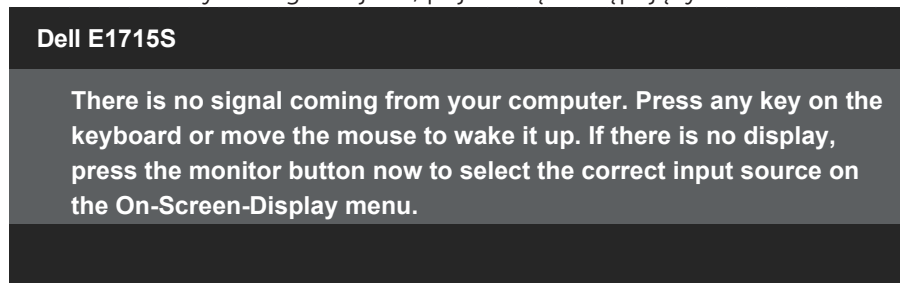 Dell E1715S
There is no signal coming from your computer. Press any key on the
keyboard or move the mouse to wake it up. If there is no display,
press the monitor button now to select the correct input source on
the On-Screen-Display menu.